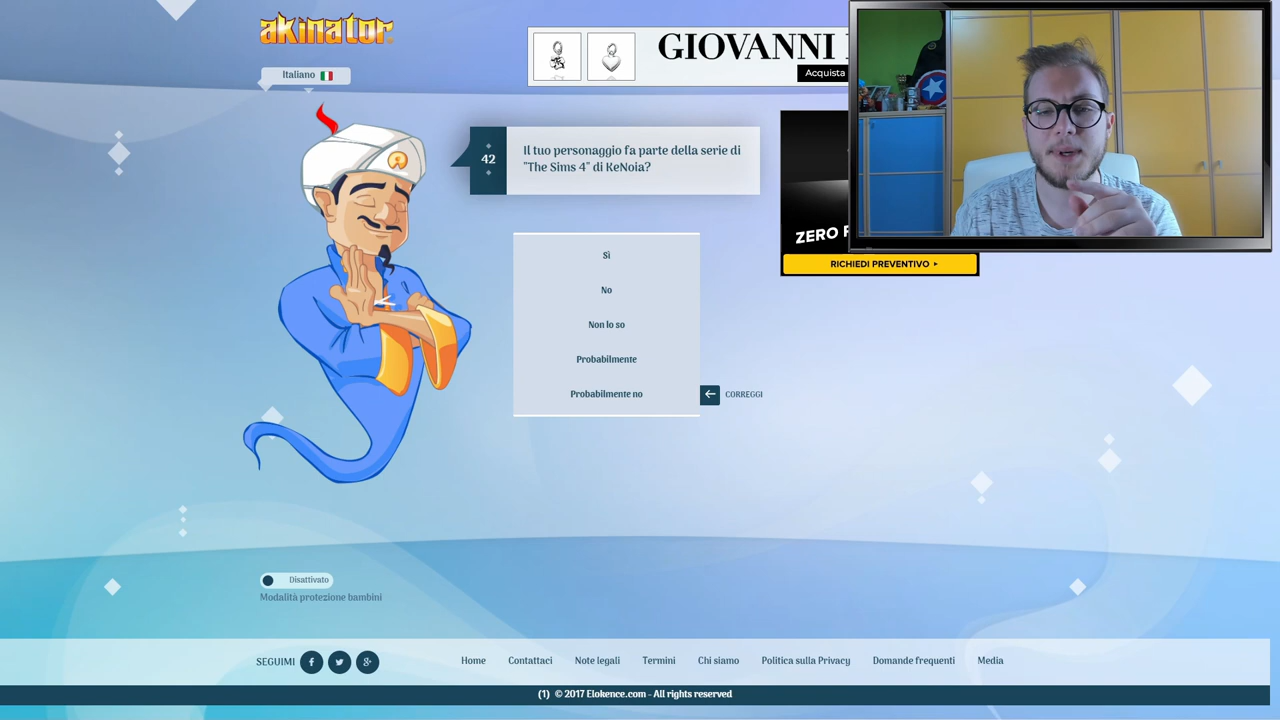 akinator
GIOVANNI
Acquista
Italiano
42
Il tuo personaggio fa parte della serie di
"The Sims 4" di KeNoia?
Sì
No
Non lo so
Probabilmente
Probabilmente no
CORREGGI
ZERO
RICHIEDI PREVENTIVO
Disattivato
Modalità protezione bambini
SEGUIMI
Home Contattaci Note legali Termini Chi siamo Politica sulla Privacy Domande frequenti Media
(1) © 2017 Elokence.com - All rights reserved